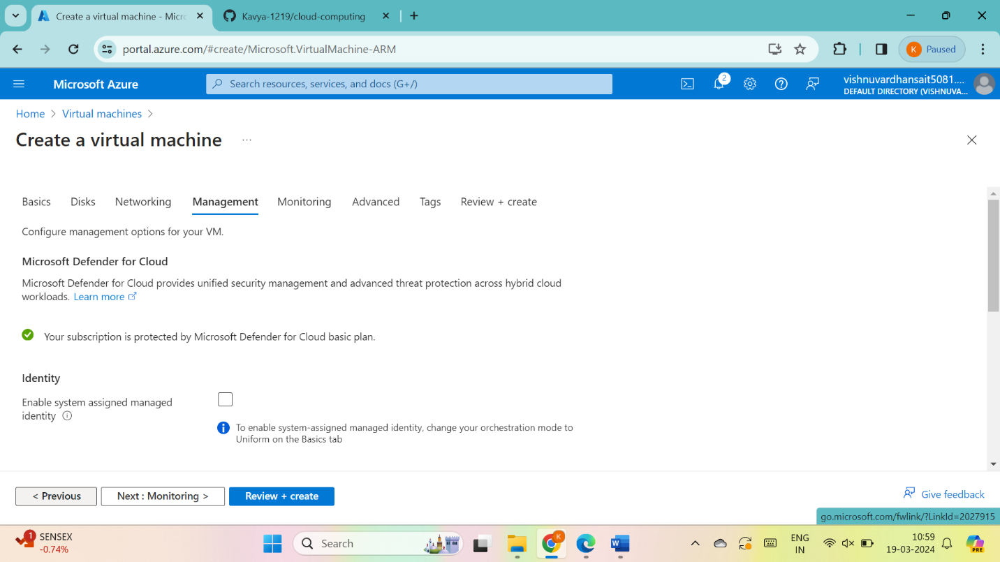 Create a virtual machine - Micro
Kavya-1219/cloud-computing
portal.azure.com/#create/Microsoft.VirtualMachine-ARM
K Paused
Microsoft Azure
Search resources, services, and docs (G+/)
2
vishnuvardhansait5081....
DEFAULT DIRECTORY (VISHNUVA...
Home > Virtual machines >
Create a virtual machine ...
Basics Disks Networking Management Monitoring Advanced Tags Review + create
Configure management options for your VM.
Microsoft Defender for Cloud
Microsoft Defender for Cloud provides unified security management and advanced threat protection across hybrid cloud
workloads. Learn more
Your subscription is protected by Microsoft Defender for Cloud basic plan.
Identity
Enable system assigned managed
identity
To enable system-assigned managed identity, change your orchestration mode to
Uniform on the Basics tab
< Previous
Next : Monitoring >
Review + create
Give feedback
go.microsoft.com/fwlink/?LinkId=2027915
1
SENSEX
-0.74%
Search
K
W
ENG
IN
10:59
19-03-2024
PRE